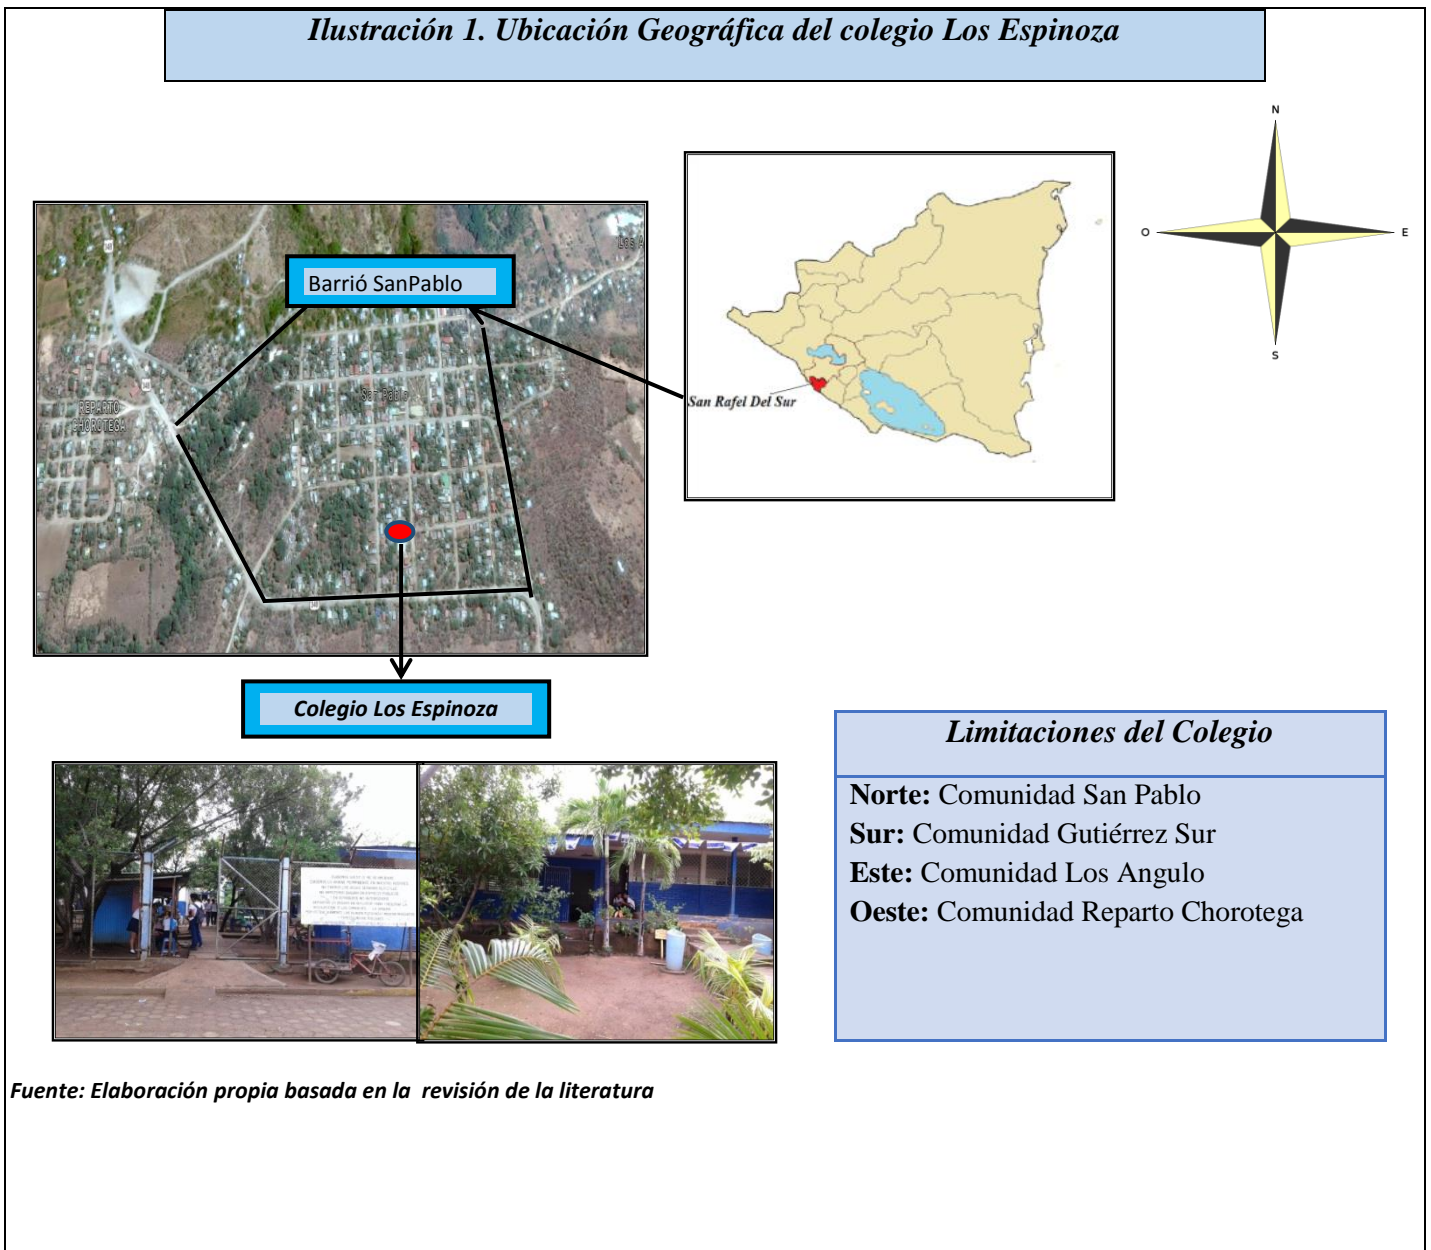 Ilustración 1. Ubicación Geográfica del colegio Los Espinoza
N
O
E
S
Barrió SanPablo
San Pablo
REPARTO
CHOROTEGA
San Rafel Del Sur
Colegio Los Espinoza
Limitaciones del Colegio
Norte: Comunidad San Pablo
Sur: Comunidad Gutiérrez Sur
Este: Comunidad Los Angulo
Oeste: Comunidad Reparto Chorotega
Fuente: Elaboración propia basada en la revisión de la literatura